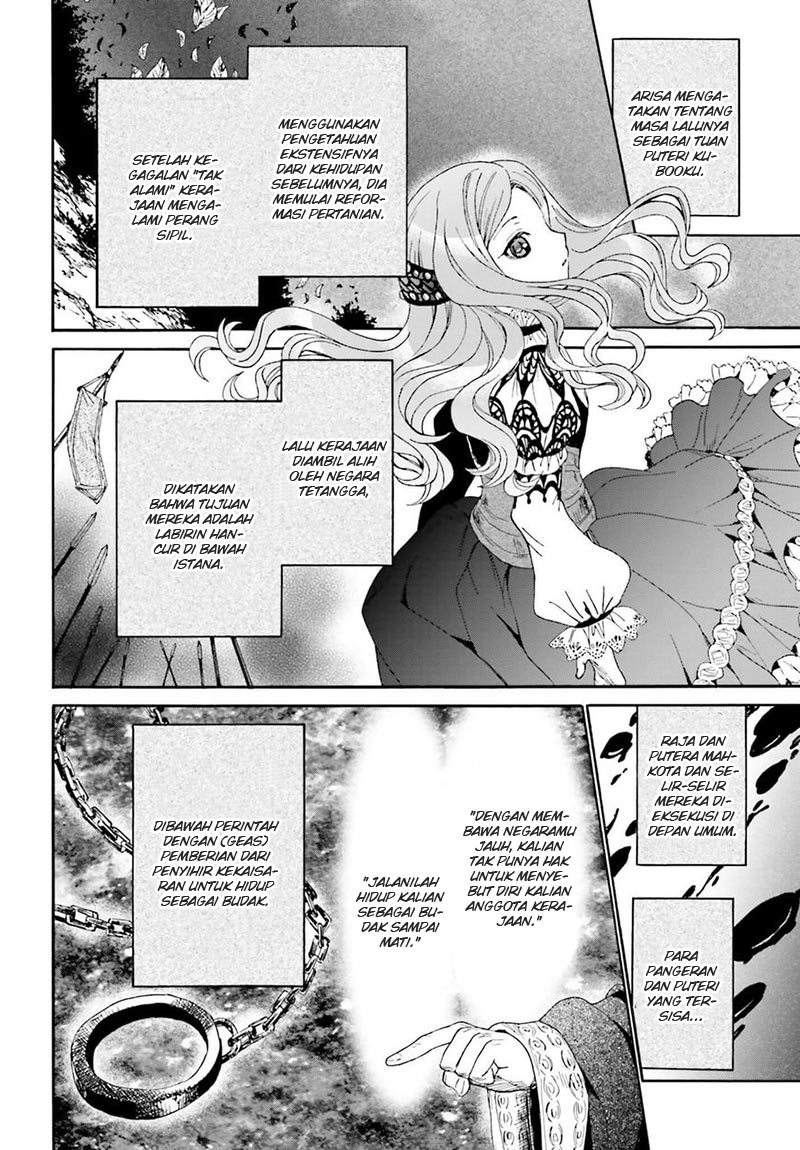 ARISA MENGA-
TAKAN TENTANG
MASA LALUNYA
SEBAGAI TUAN
PUTERI KU-
BOOKU.
MENGGUNAKAN
PENGETAHUAN
EKSTENSIFNYA
DARI KEHIDUPAN
SEBELUMNYA, DIA
MEMULAI REFOR-
MASI PERTANIAN.
SETELAH KE-
GAGALAN "TAK
ALAMI" KERA-
JAAN MENGA-
LAMI PERANG
SIPIL.
LALU KERAJAAN
DIAMBIL ALIH
OLEH NEGARA
TETANGGA,
DIKATAKAN
BAHWA TUJUAN
MEREKA ADALAH
LABIRIN HAN-
CUR DI BAWAH
ISTANA.
RAJA DAN
PUTERA MAH-
KOTA DAN SE-
LIR-SELIR
MEREKA DI-
EKSEKUSI DI
DEPAN UMUM.
PARA
PANGERAN
DAN PUTERI
YANG TER-
SISA...
"DENGAN MEM-
BAWA NEGARAMU
JAUH, KALIAN
TAK PUNYA HAK
UNTUK MENYE-
BUT DIRI KALIAN
ANGGOTA KERA-
JAAN."
"JALANILAH
HIDUP KALIAN
SEBAGAI BU-
DAK SAMPAI
MATI."
DIBAWAH PERINTAH
DENGAN (GEAS)
PEMBERIAN DARI
PENYIHIR KEKAISA-
RAN UNTUK HIDUP
SEBAGAI BUDAK.